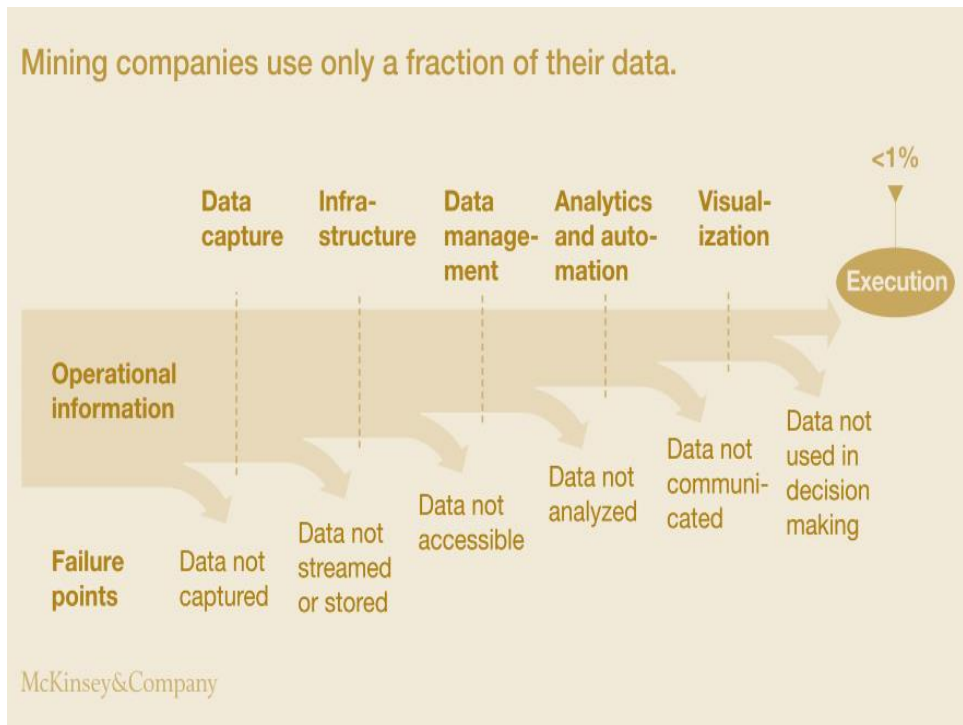 Mining companies use only a fraction of their data.
<1%
Data
capture
Infra-
structure
Data
manage-
ment
Analytics
and auto-
mation
Visual-
ization
Execution
Operational
information
Failure
points
Data not
captured
Data not
streamed
or stored
Data not
accessible
Data not
analyzed
Data not
communi-
cated
Data not
used in
decision
making
McKinsey&Company